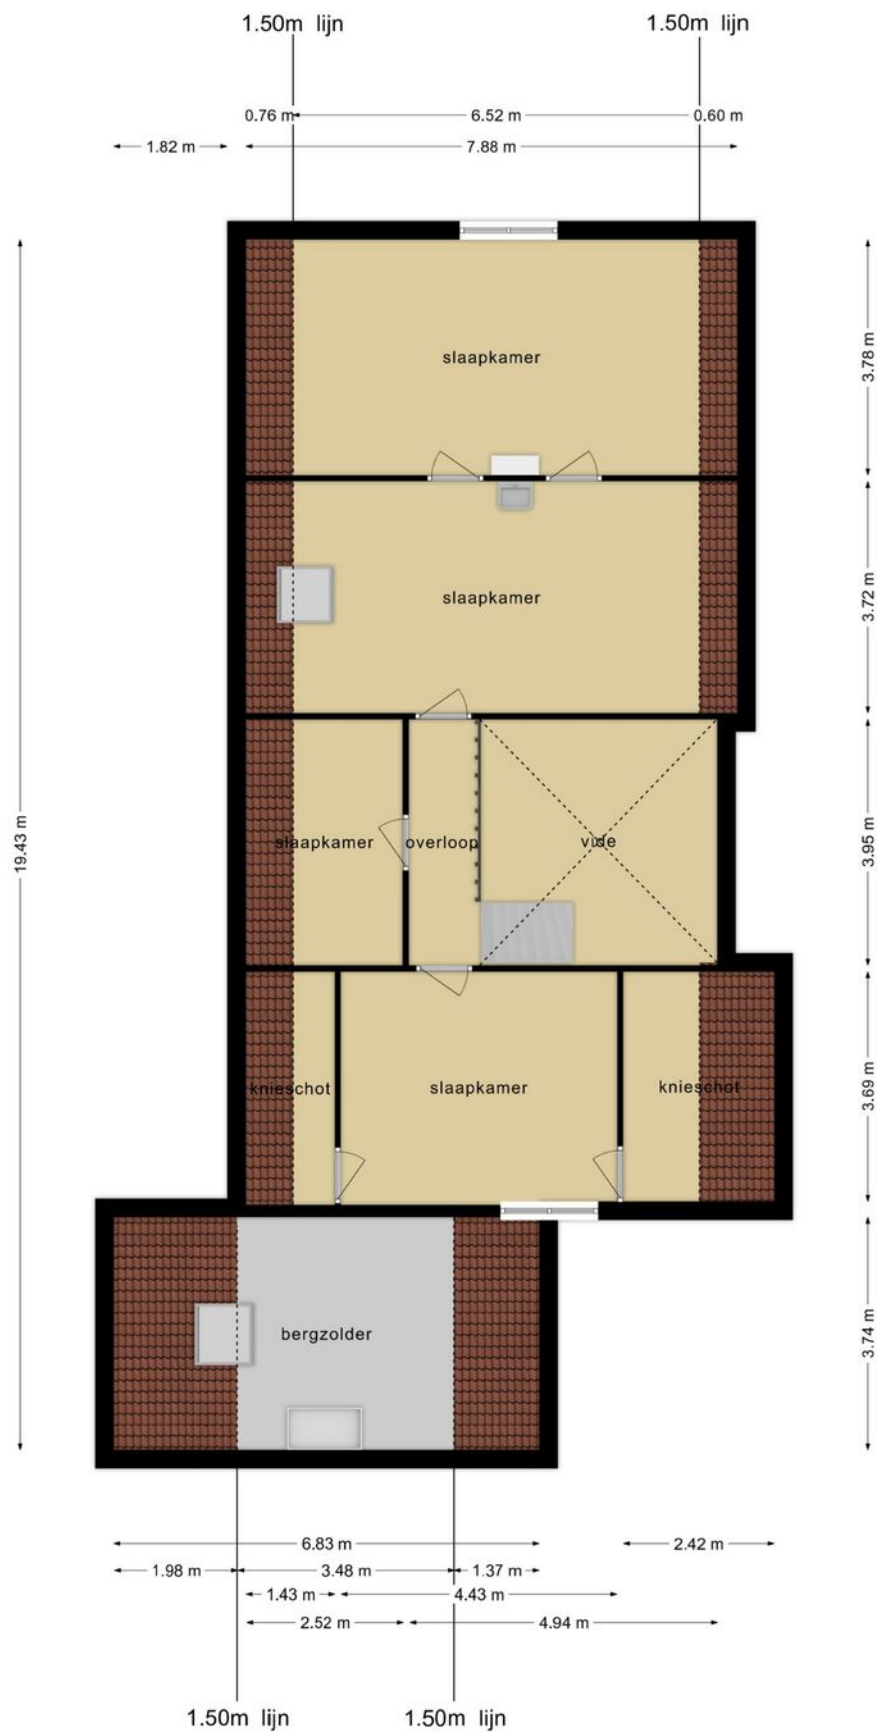 1.50m lijn
1.50m lijn
0.76 m
6.52 m
0.60 m
1.82 m
7.88 m
slaapkamer
3.78 m
slaapkamer
3.72 m
19.43 m
slaapkamer
overloop
vide
3.95 m
knieschot
slaapkamer
knieschot
3.69 m
bergzolder
3.74 m
6.83 m
2.42 m
1.98 m
3.48 m
1.37 m
1.43 m
4.43 m
2.52 m
4.94 m
1.50m lijn
1.50m lijn